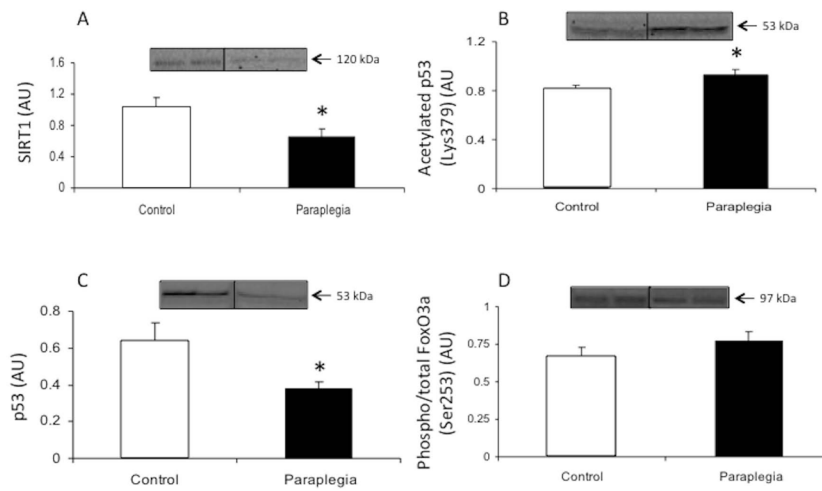 A
SIRT1 (AU)
1.6
1.2
0.8
0.4
0
120 kDa
*
Control
Paraplegia
B
Acetylated p53
(Lys379) (AU
1.2
0.8
0.4
0
53 kDa
*
Control
Paraplegia
C
p53 (AU)
0.8
0.6
0.4
0.2
0
53 kDa
*
Control
Paraplegia
D
Phospho/total FoxO3a
(Ser253) (AU)
1
0.75
0.5
0.25
0
97 kDa
Control
Paraplegia